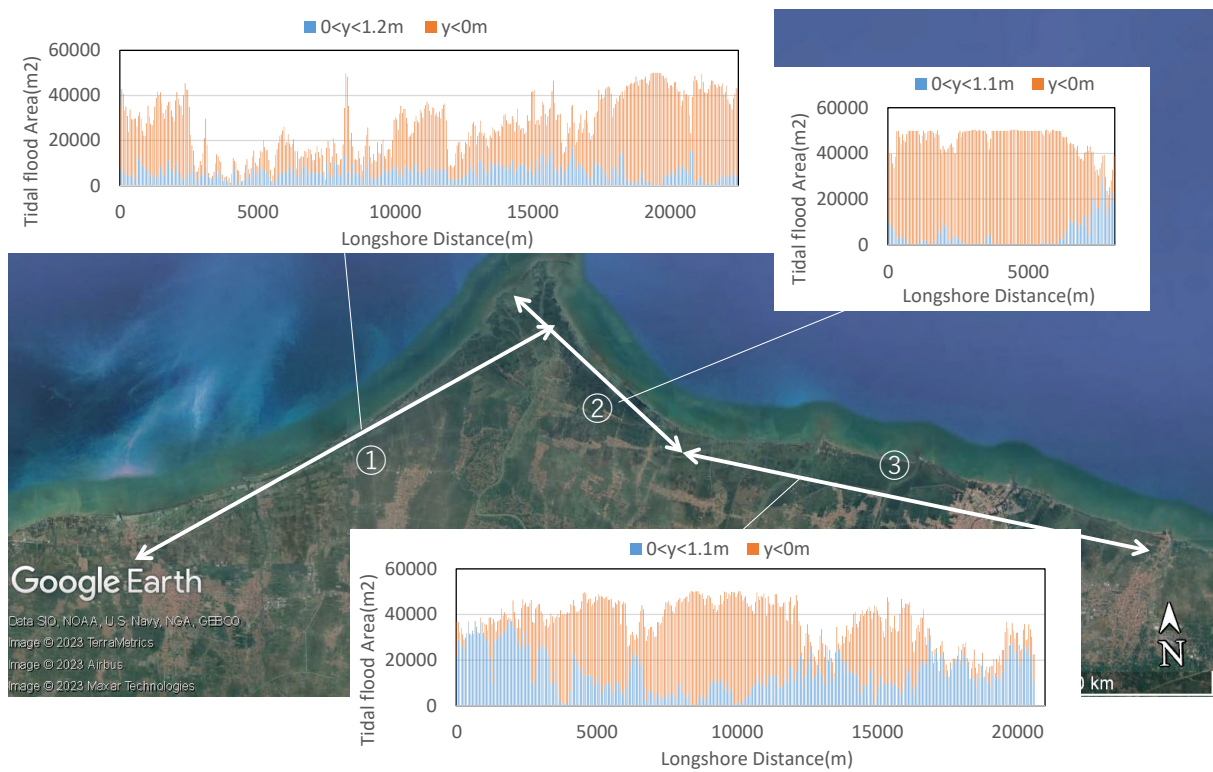 0<y<1.2m y<0m
60000
40000
20000
0
Tidal flood Area(m2)
0 5000 10000 15000 20000
Longshore Distance(m)
0<y<1.1m y<0m
60000
40000
20000
0
Tidal flood Area(m2)
0 5000
Longshore Distance(m)
①
②
③
0<y<1.1m y<0m
60000
40000
20000
0
Tidal flood Area(m2)
0 5000 10000 15000 20000
Longshore Distance(m)
Google Earth
Data SIO, NOAA, U.S. Navy, NGA, GEBCO
Image © 2023 TerraMetrics
Image © 2023 Airbus
Image © 2023 Maxar Technologies
N
km